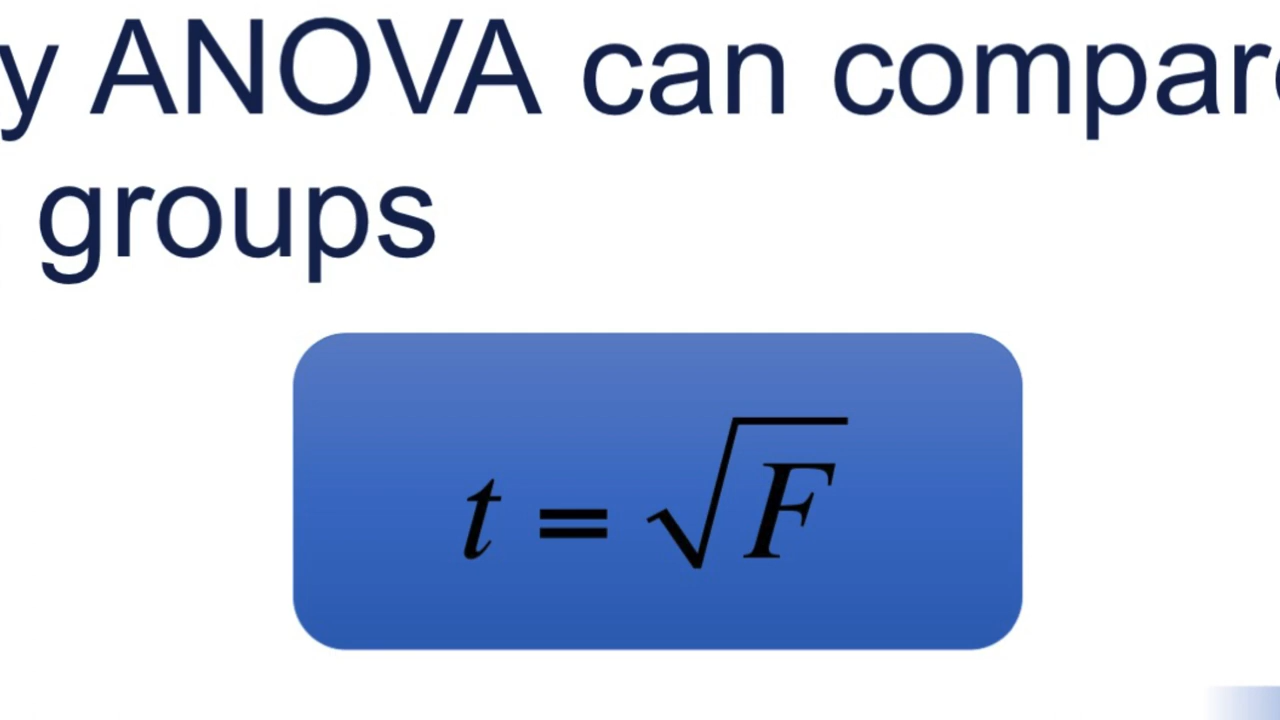 y ANOVA can compar
groups
t = √F